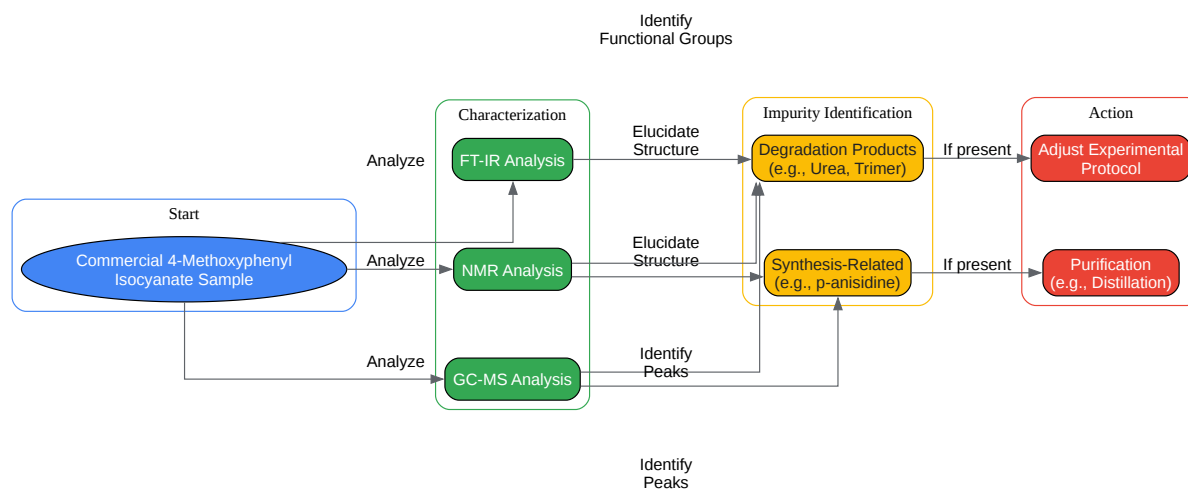 Identify
Functional Groups
Characterization
Impurity Identification
Action
Analyze
FT-IR Analysis
Elucidate
Structure
Degradation Products
(e.g., Urea, Trimer)
If present
Adjust Experimental
Protocol
Start
Commercial 4-Methoxyphenyl
Isocyanate Sample
Analyze
NMR Analysis
Elucidate
Structure
Synthesis-Related
(e.g., p-anisidine)
If present
Purification
(e.g., Distillation)
Analyze
GC-MS Analysis
Identify
Peaks
Identify
Peaks